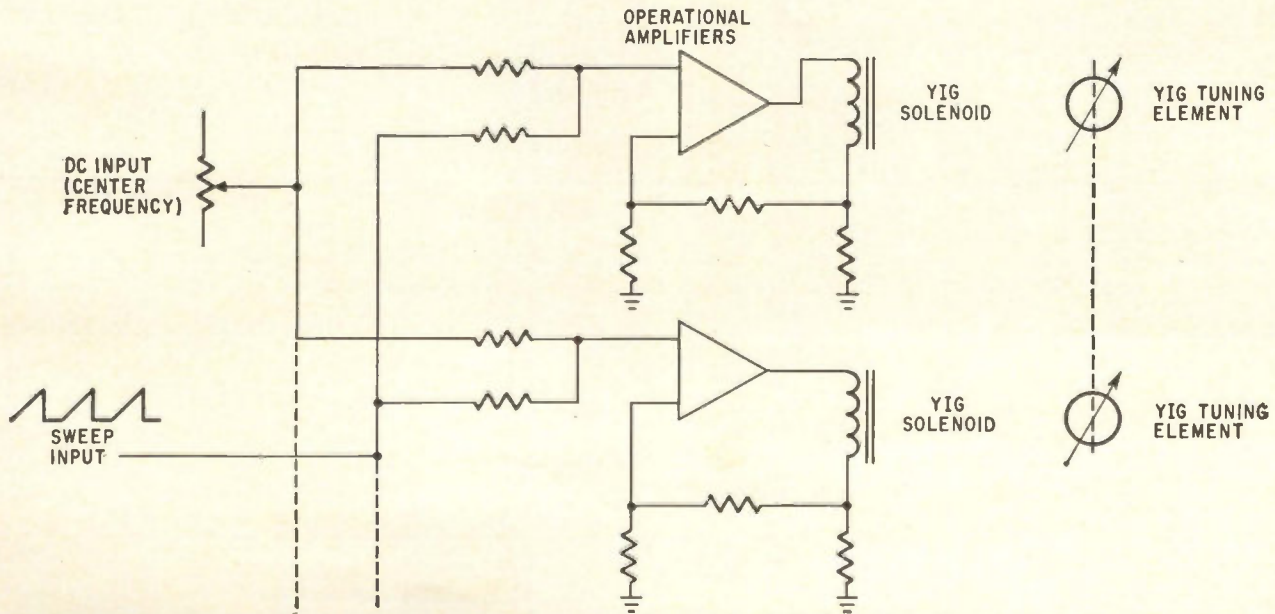 OPERATIONAL
AMPLIFIERS
YIG
SOLENOID
YIG TUNING
ELEMENT
DC INPUT
(CENTER
FREQUENCY)
YIG
SOLENOID
YIG TUNING
ELEMENT
SWEEP
INPUT